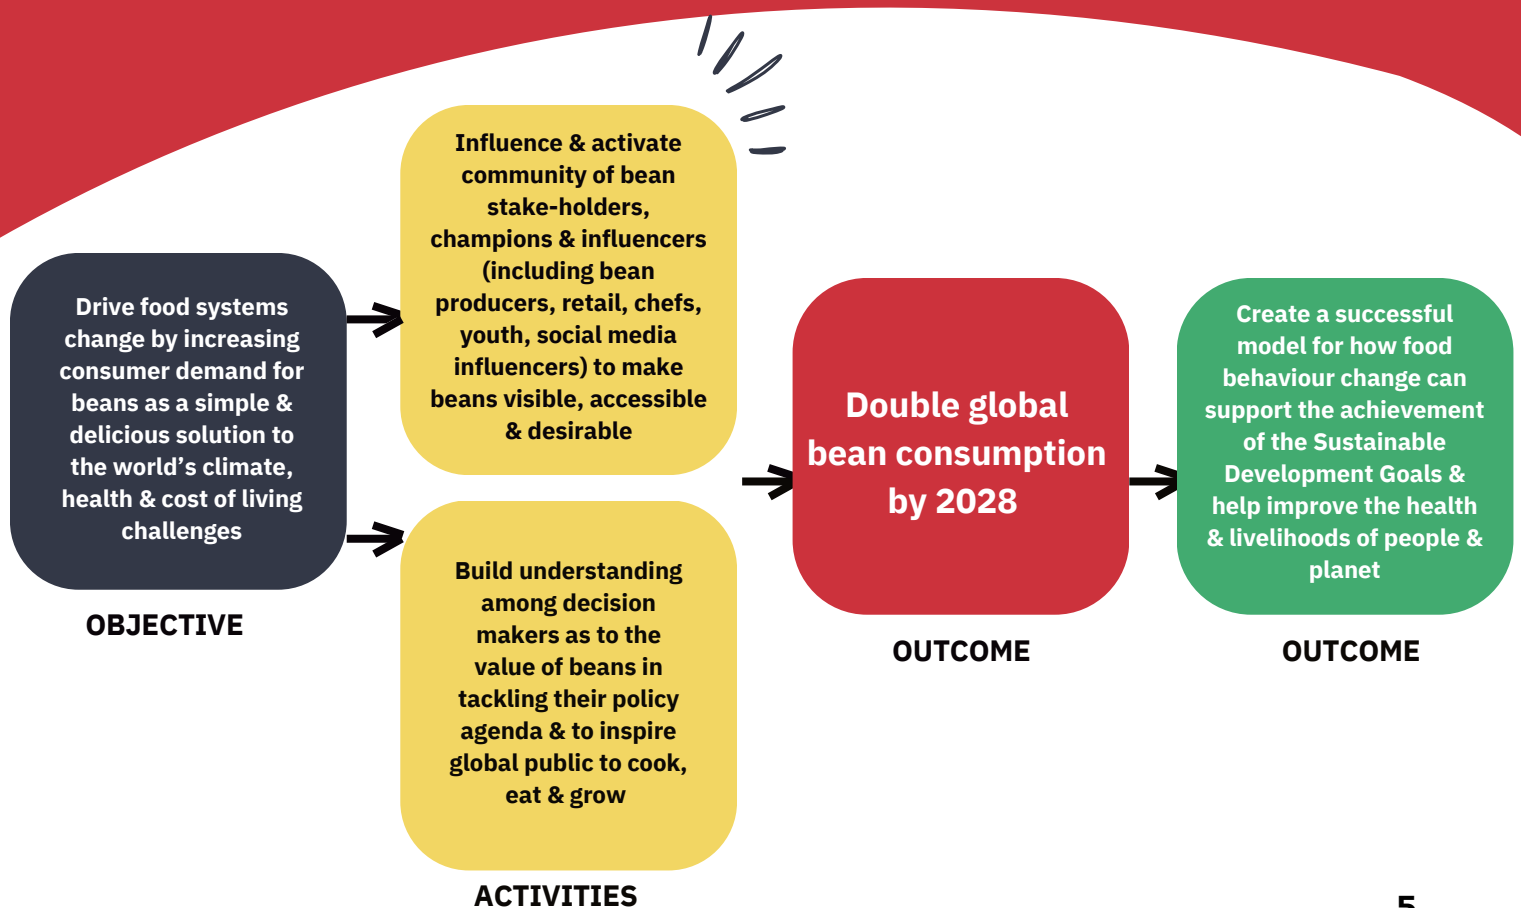 Influence & activate
community of bean
stake-holders,
champions & influencers
(including bean
producers, retail, chefs,
youth, social media
influencers) to make
beans visible, accessible
& desirable
Drive food systems
change by increasing
consumer demand for
beans as a simple &
delicious solution to
the world’s climate,
health & cost of living
challenges
OBJECTIVE
Build understanding
among decision
makers as to the
value of beans in
tackling their policy
agenda & to inspire
global public to cook,
eat & grow
ACTIVITIES
Double global
bean consumption
by 2028
OUTCOME
Create a successful
model for how food
behaviour change can
support the achievement
of the Sustainable
Development Goals &
help improve the health
& livelihoods of people &
planet
OUTCOME
5